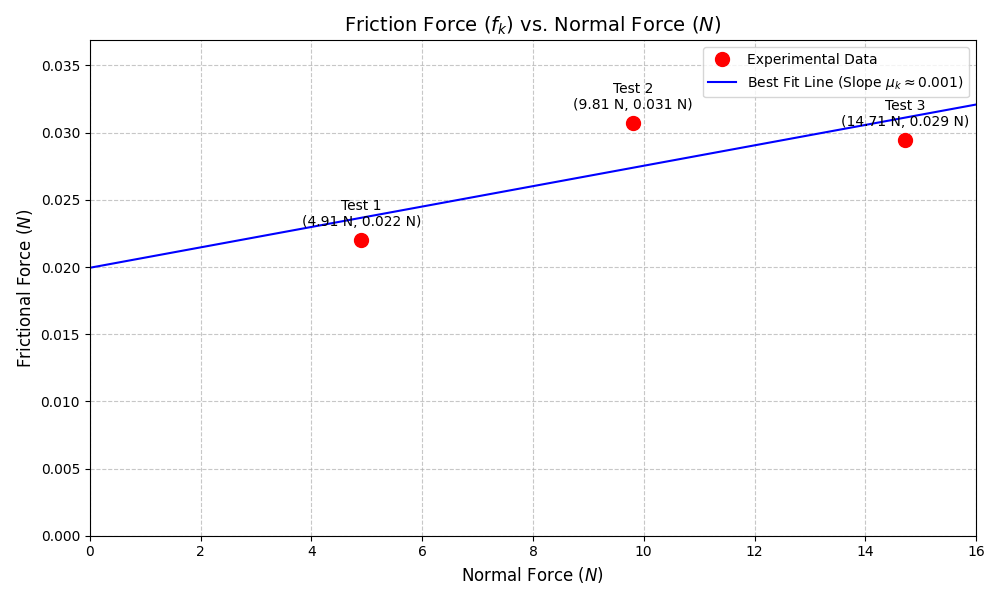 Friction Force (f_k) vs. Normal Force (N)
Experimental Data
Best Fit Line (Slope μ_k ≈ 0.001)
Test 1
(4.91 N, 0.022 N)
Test 2
(9.81 N, 0.031 N)
Test 3
(14.71 N, 0.029 N)
Frictional Force (N)
0.035
0.030
0.025
0.020
0.015
0.010
0.005
0.000
0 2 4 6 8 10 12 14 16
Normal Force (N)